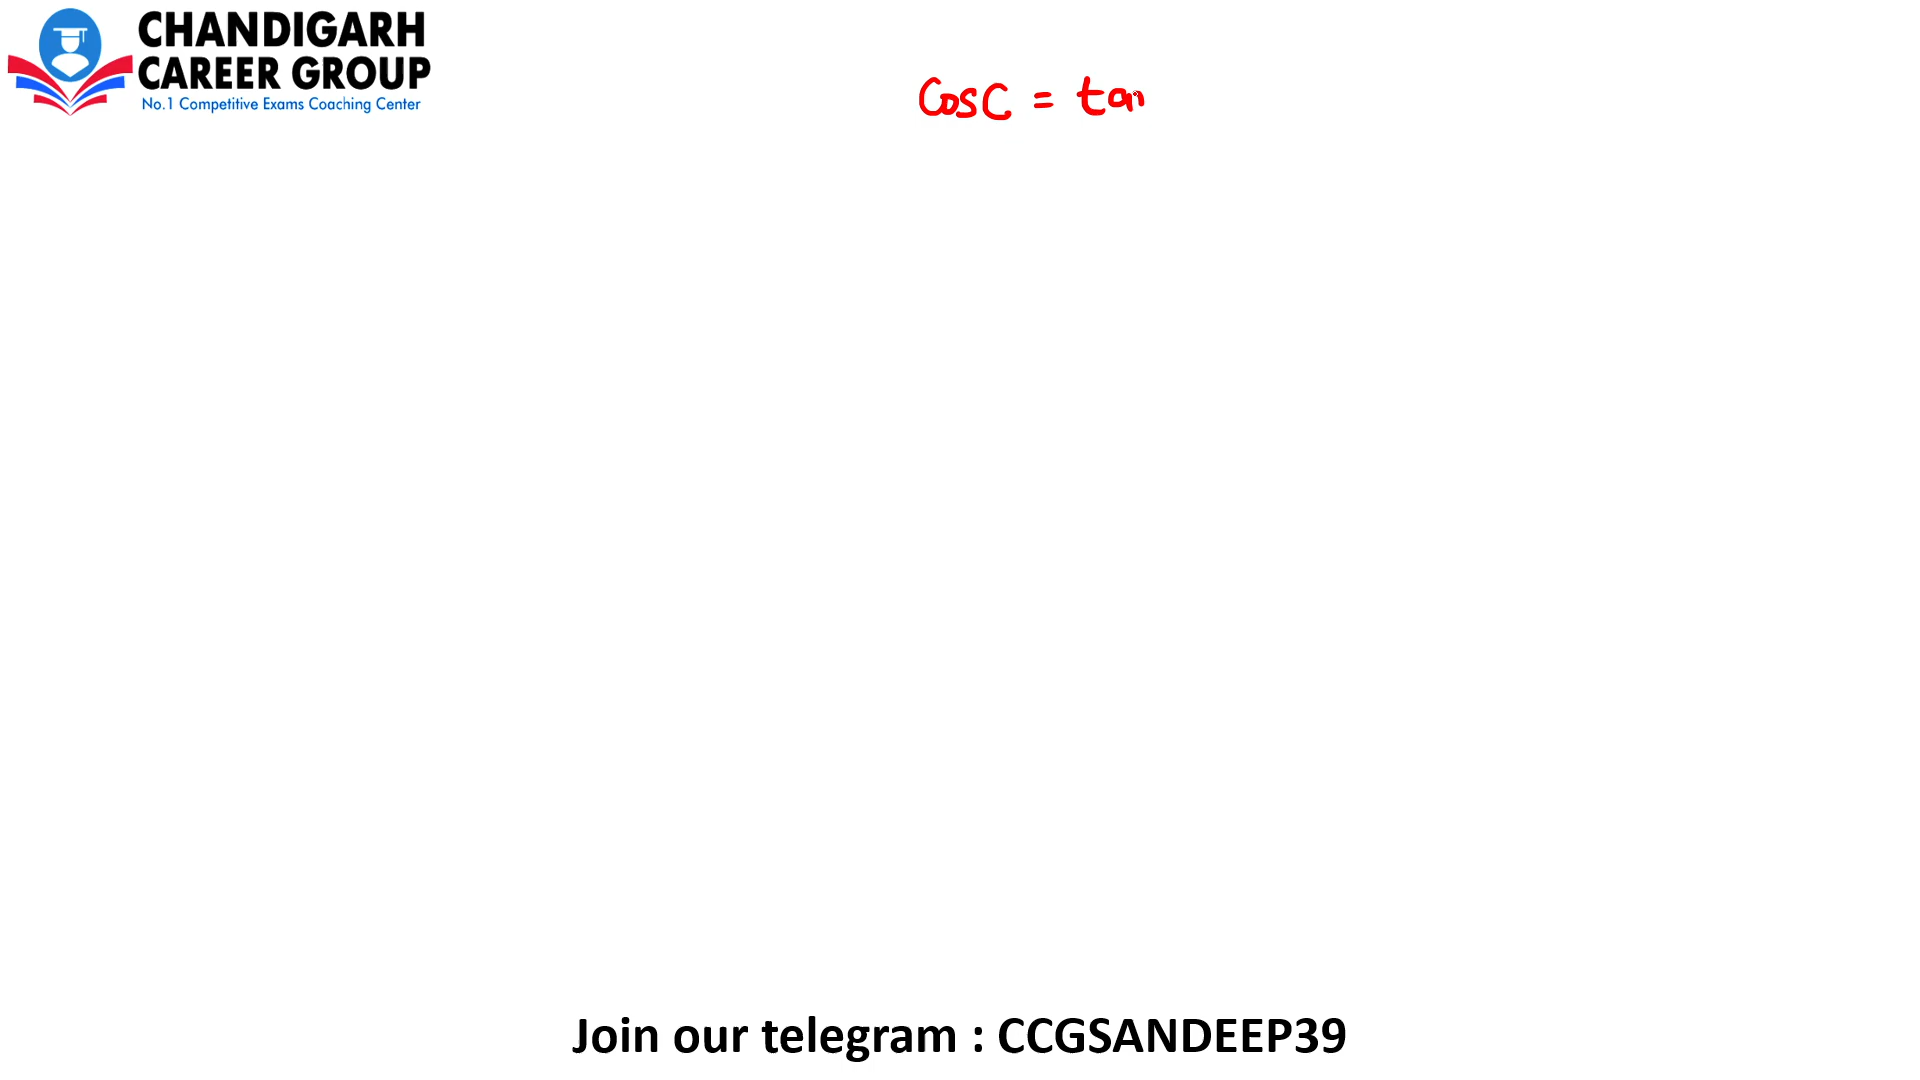 CHANDIGARH
CAREER GROUP
No.1 Competitive Exams Coaching Center
CosC = tan
Join our telegram : CCGSANDEEP39